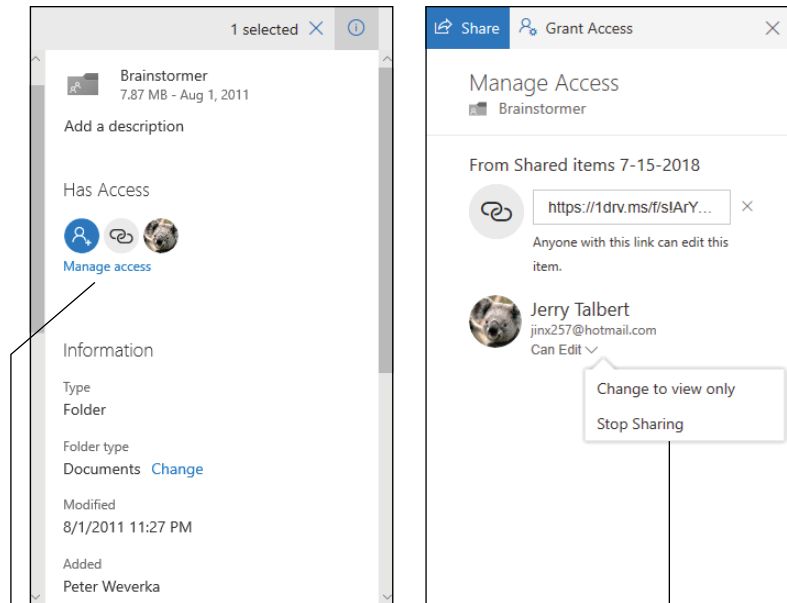 1 selected
Brainstormer
7.87 MB - Aug 1, 2011
Add a description
Has Access
Manage access
Information
Type
Folder
Folder type
Documents Change
Modified
8/1/2011 11:27 PM
Added
Peter Weverka
Share Grant Access
Manage Access
Brainstormer
From Shared items 7-15-2018
https://1drv.ms/f/s!ArY...
Anyone with this link can edit this
item.
Jerry Talbert
jinx257@hotmail.com
Can Edit
Change to view only
Stop Sharing